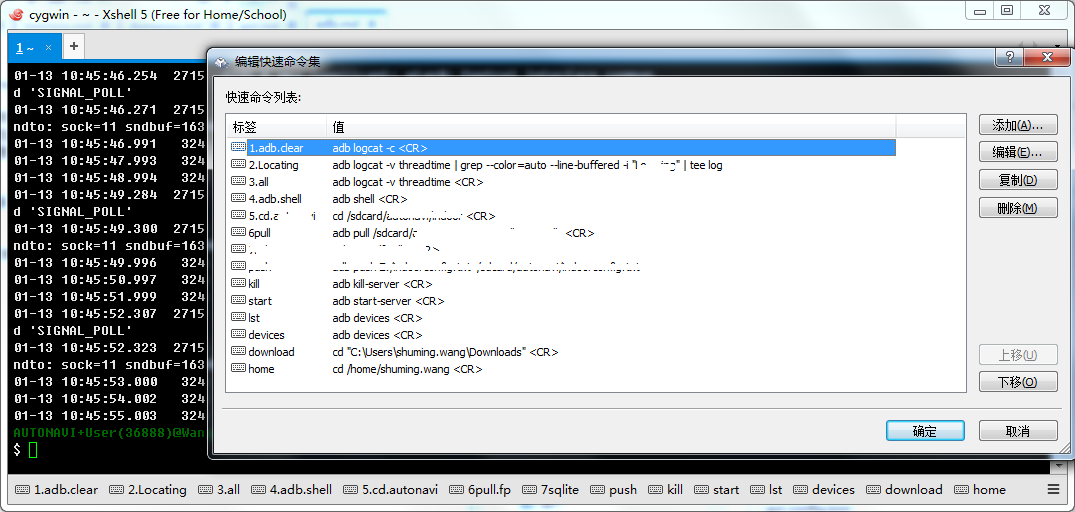 cygwin - ~ - Xshell 5 (Free for Home/School)
1 ~ × +
01-13 10:45:46.254 2715
d 'SIGNAL_POLL'
01-13 10:45:46.271 2715
ndto: sock=11 sndbuf=163
01-13 10:45:46.991 324
01-13 10:45:47.993 324
01-13 10:45:48.994 324
01-13 10:45:49.284 2715
d 'SIGNAL_POLL'
01-13 10:45:49.300 2715
ndto: sock=11 sndbuf=163
01-13 10:45:49.996 324
01-13 10:45:50.997 324
01-13 10:45:51.999 324
01-13 10:45:52.307 2715
d 'SIGNAL_POLL'
01-13 10:45:52.323 2715
ndto: sock=11 sndbuf=163
01-13 10:45:53.000 324
01-13 10:45:54.002 324
01-13 10:45:55.003 324
AUTONAVI+User(36888)@Wan
$
编辑快速命令集
快速命令列表:
标签 值
1.adb.clear adb logcat -c <CR>
2.Locating adb logcat -v threadtime | grep --color=auto --line-buffered -i " " | tee log
3.all adb logcat -v threadtime <CR>
4.adb.shell adb shell <CR>
5.cd. cd /sdcard/autonavi/indoor <CR>
6pull adb pull /sdcard/ <CR>
push adb push
kill adb kill-server <CR>
start adb start-server <CR>
lst adb devices <CR>
devices adb devices <CR>
download cd "C:\Users\shuming.wang\Downloads" <CR>
home cd /home/shuming.wang <CR>
添加(A)...
编辑(E)...
复制(D)
删除(M)
上移(U)
下移(O)
确定 取消
1.adb.clear 2.Locating 3.all 4.adb.shell 5.cd.autonavi 6pull.fp 7sqlite push kill start lst devices download home